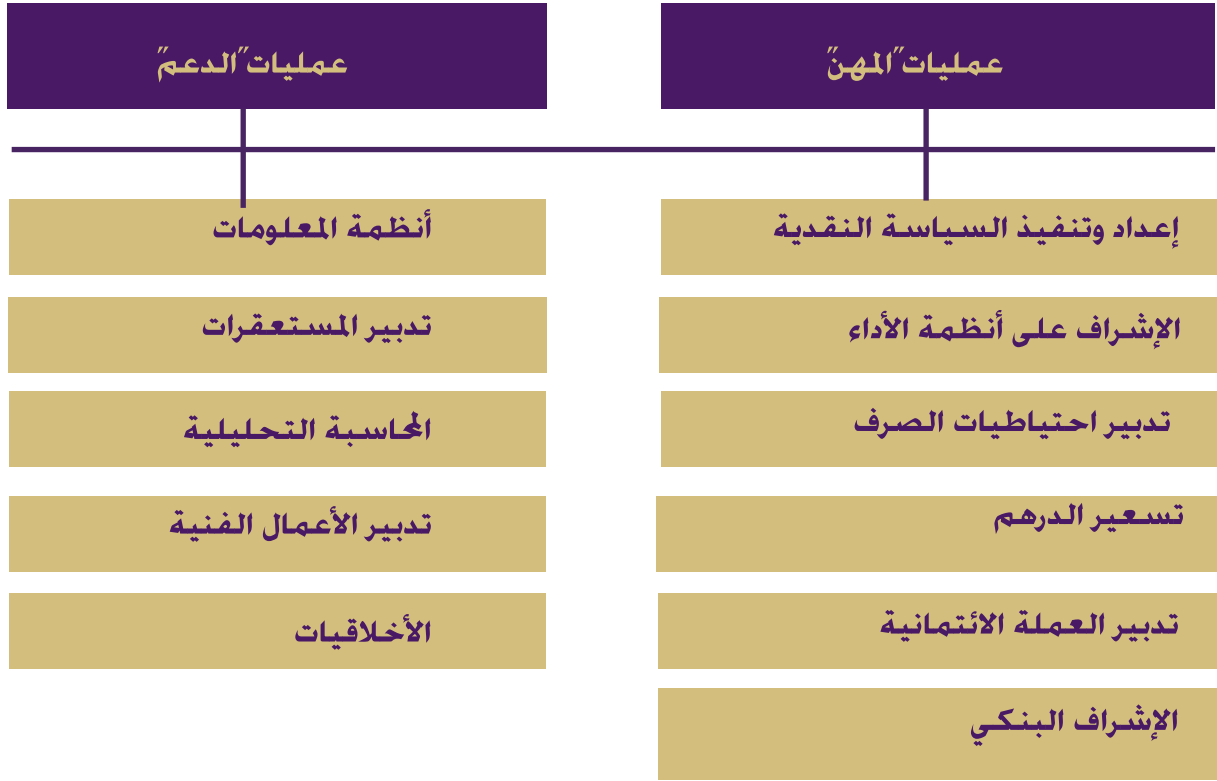 عمليات "المهن"
إعداد وتنفيذ السياسة النقدية
الإشراف على أنظمة الأداء
تدبير احتياطيات الصرف
تسعير الدرهم
تدبير العملة الائتمانية
الإشراف البنكي
عمليات "الدعم"
أنظمة المعلومات
تدبير المستعقرات
المحاسبة التحليلية
تدبير الأعمال الفنية
الأخلاقيات